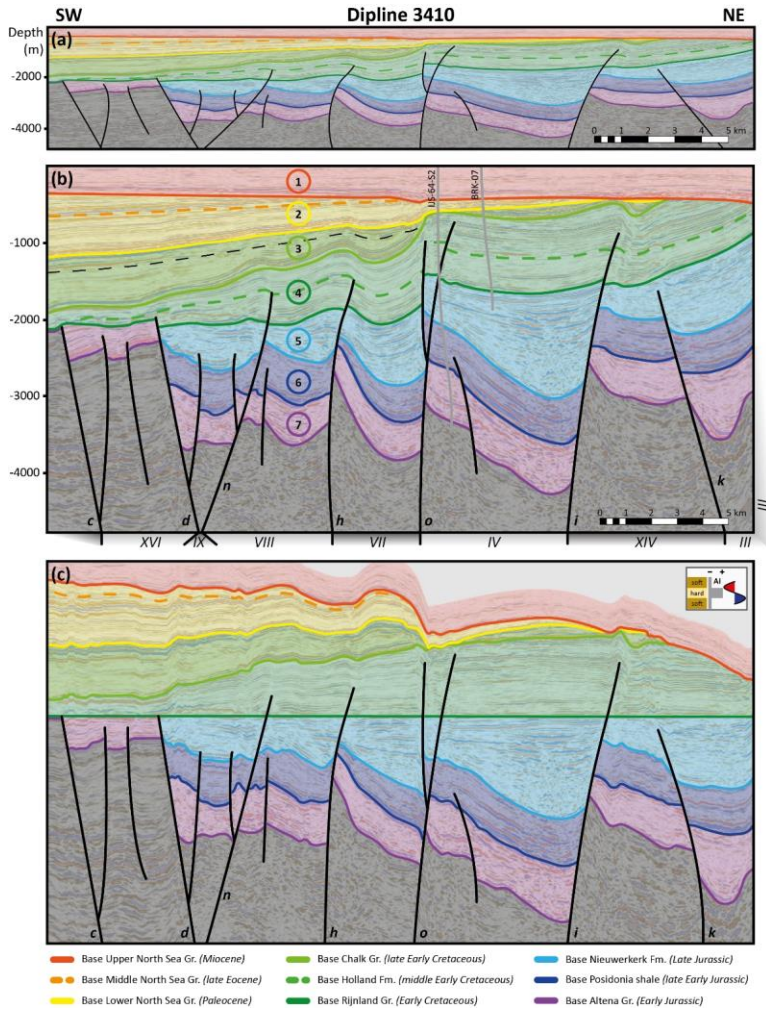 SW Dipline 3410 NE
Depth
(m)
(a)
-2000
-4000
0 1 2 3 4 5 km
(b)
1
IJS-64-S2
BRK-07
2
3
-1000
4
-2000
5
6
-3000
7
-4000
n
k
0 1 2 3 4 5 km
c d h o i
XVI IX VIII VII IV XIV III
(c)
- +
AI
soft
hard
soft
n
c d h o i k
Base Upper North Sea Gr. (Miocene)
Base Chalk Gr. (late Early Cretaceous)
Base Nieuwerkerk Fm. (Late Jurassic)
Base Middle North Sea Gr. (late Eocene)
Base Holland Fm. (middle Early Cretaceous)
Base Posidonia shale (late Early Jurassic)
Base Lower North Sea Gr. (Paleocene)
Base Rijnland Gr. (Early Cretaceous)
Base Altena Gr. (Early Jurassic)